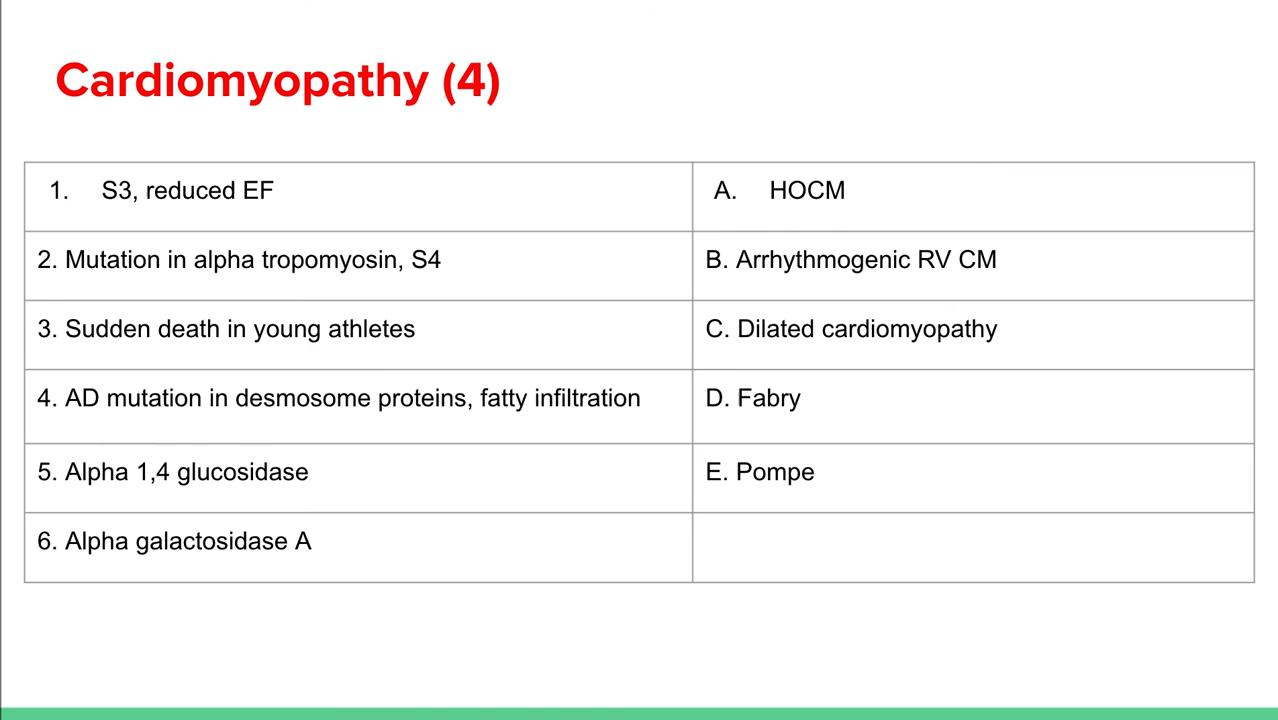 Cardiomyopathy (4)
1. S3, reduced EF
A. HOCM
2. Mutation in alpha tropomyosin, S4
B. Arrhythmogenic RV CM
3. Sudden death in young athletes
C. Dilated cardiomyopathy
4. AD mutation in desmosome proteins, fatty infiltration
D. Fabry
5. Alpha 1,4 glucosidase
E. Pompe
6. Alpha galactosidase A